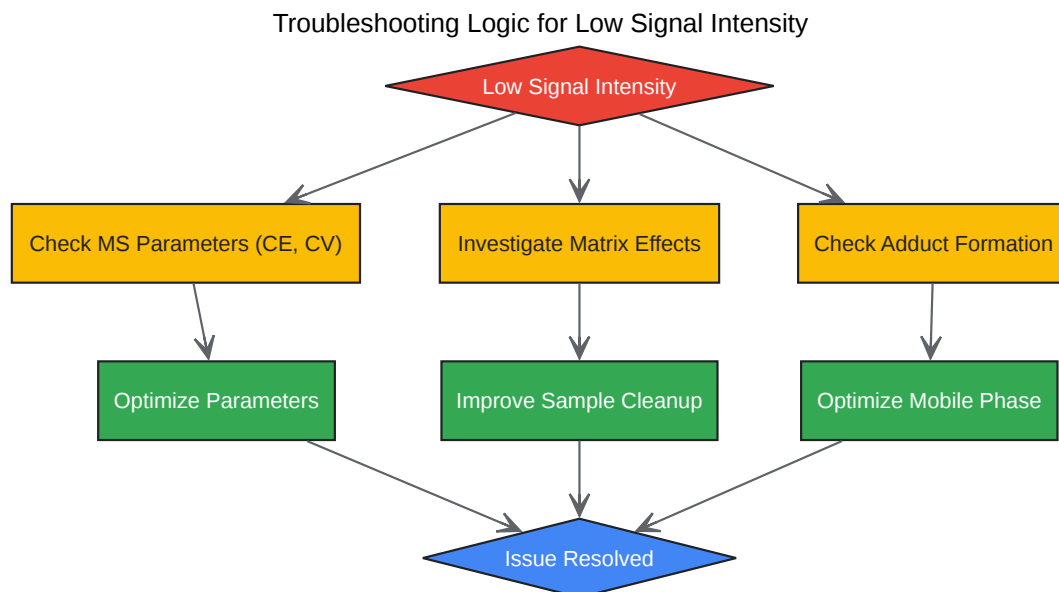 Troubleshooting Logic for Low Signal Intensity
Low Signal Intensity
Check MS Parameters (CE, CV)
Investigate Matrix Effects
Check Adduct Formation
Optimize Parameters
Improve Sample Cleanup
Optimize Mobile Phase
Issue Resolved